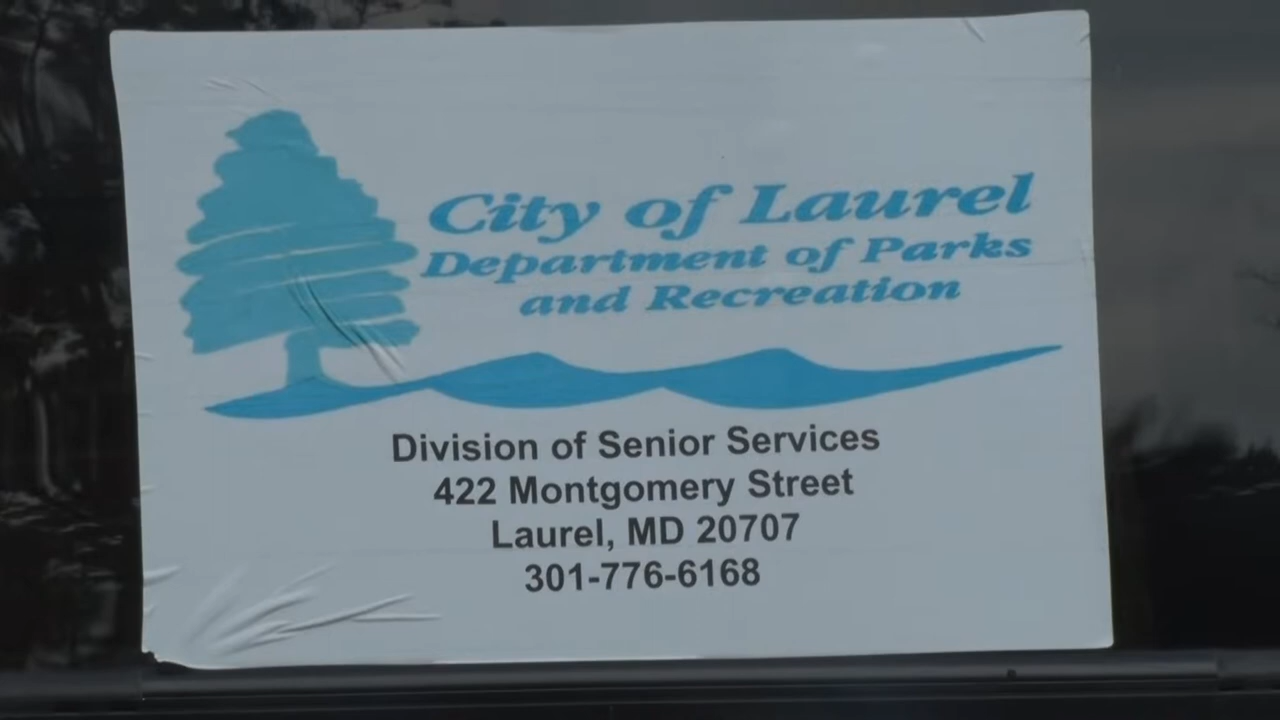 City of Laurel
Department of Parks
and Recreation
Division of Senior Services
422 Montgomery Street
Laurel, MD 20707
301-776-6168